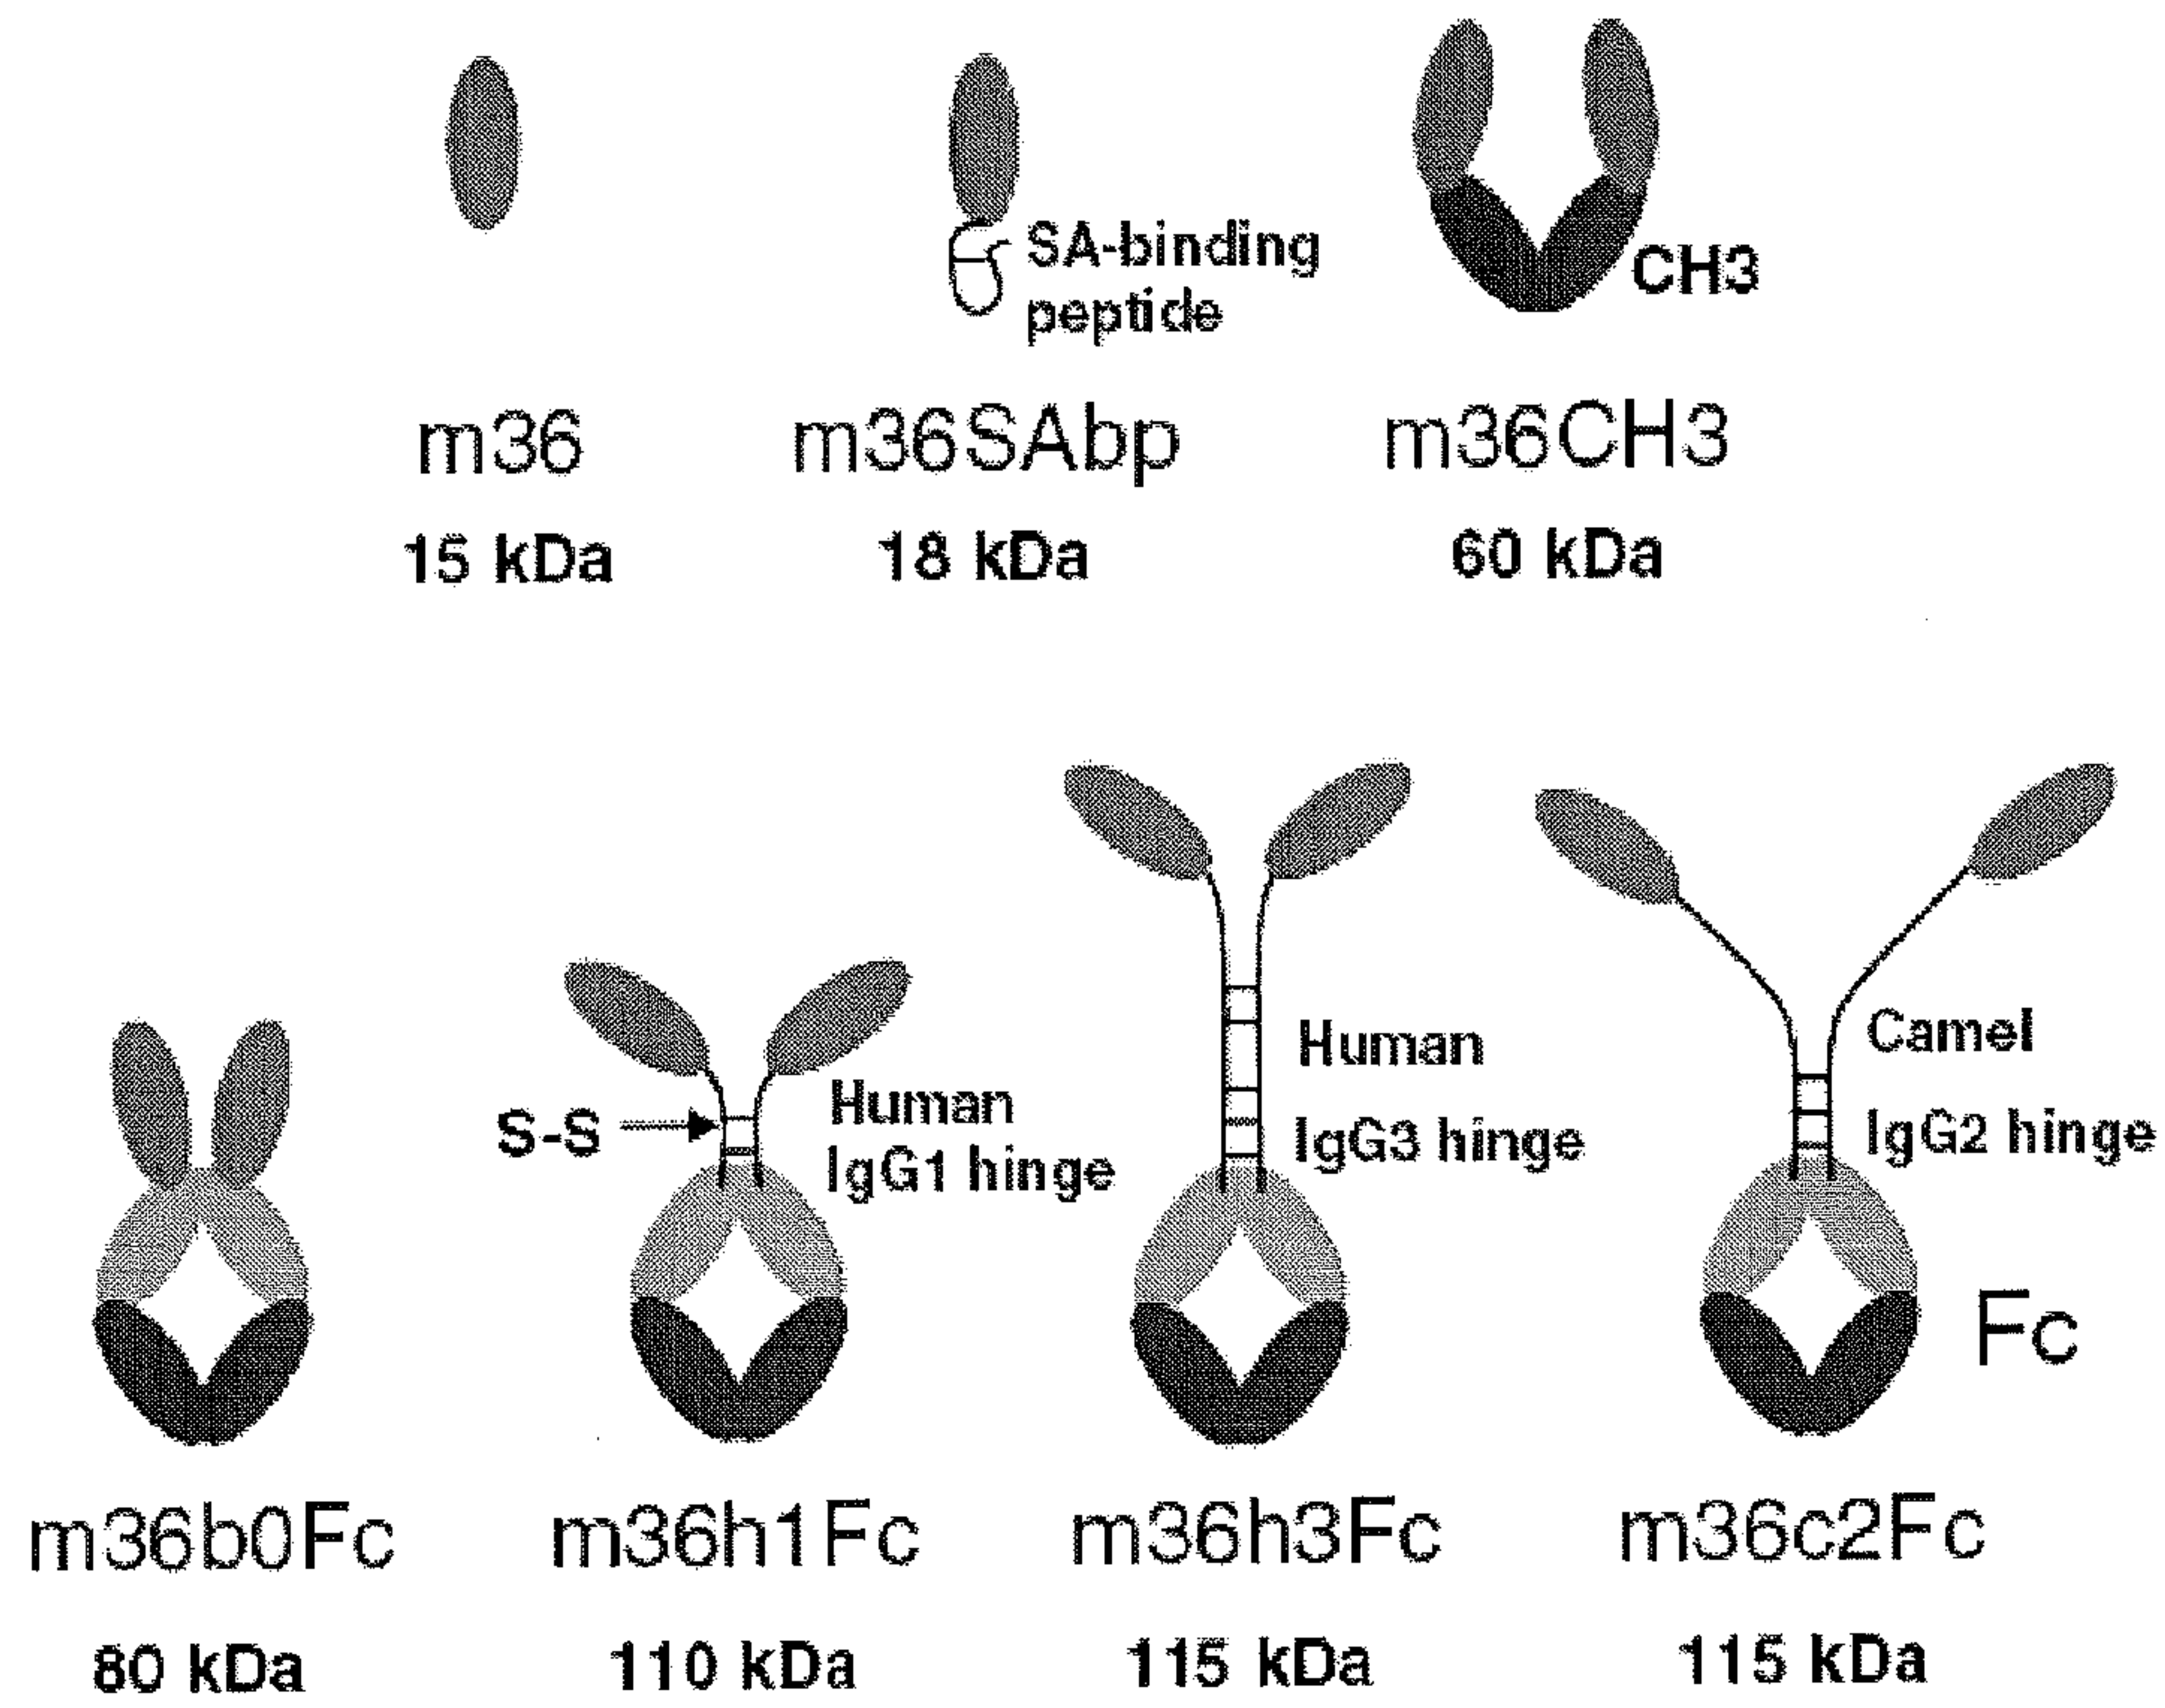 SA-binding
peptide
CH3
m36
m36SAbp
m36CH3
15 kDa
18 kDa
60 kDa
S-S
Human
IgG1 hinge
Human
IgG3 hinge
Camel
IgG2 hinge
Fc
m36b0Fc
m36h1Fc
m36h3Fc
m36c2Fc
80 kDa
110 kDa
115 kDa
115 kDa